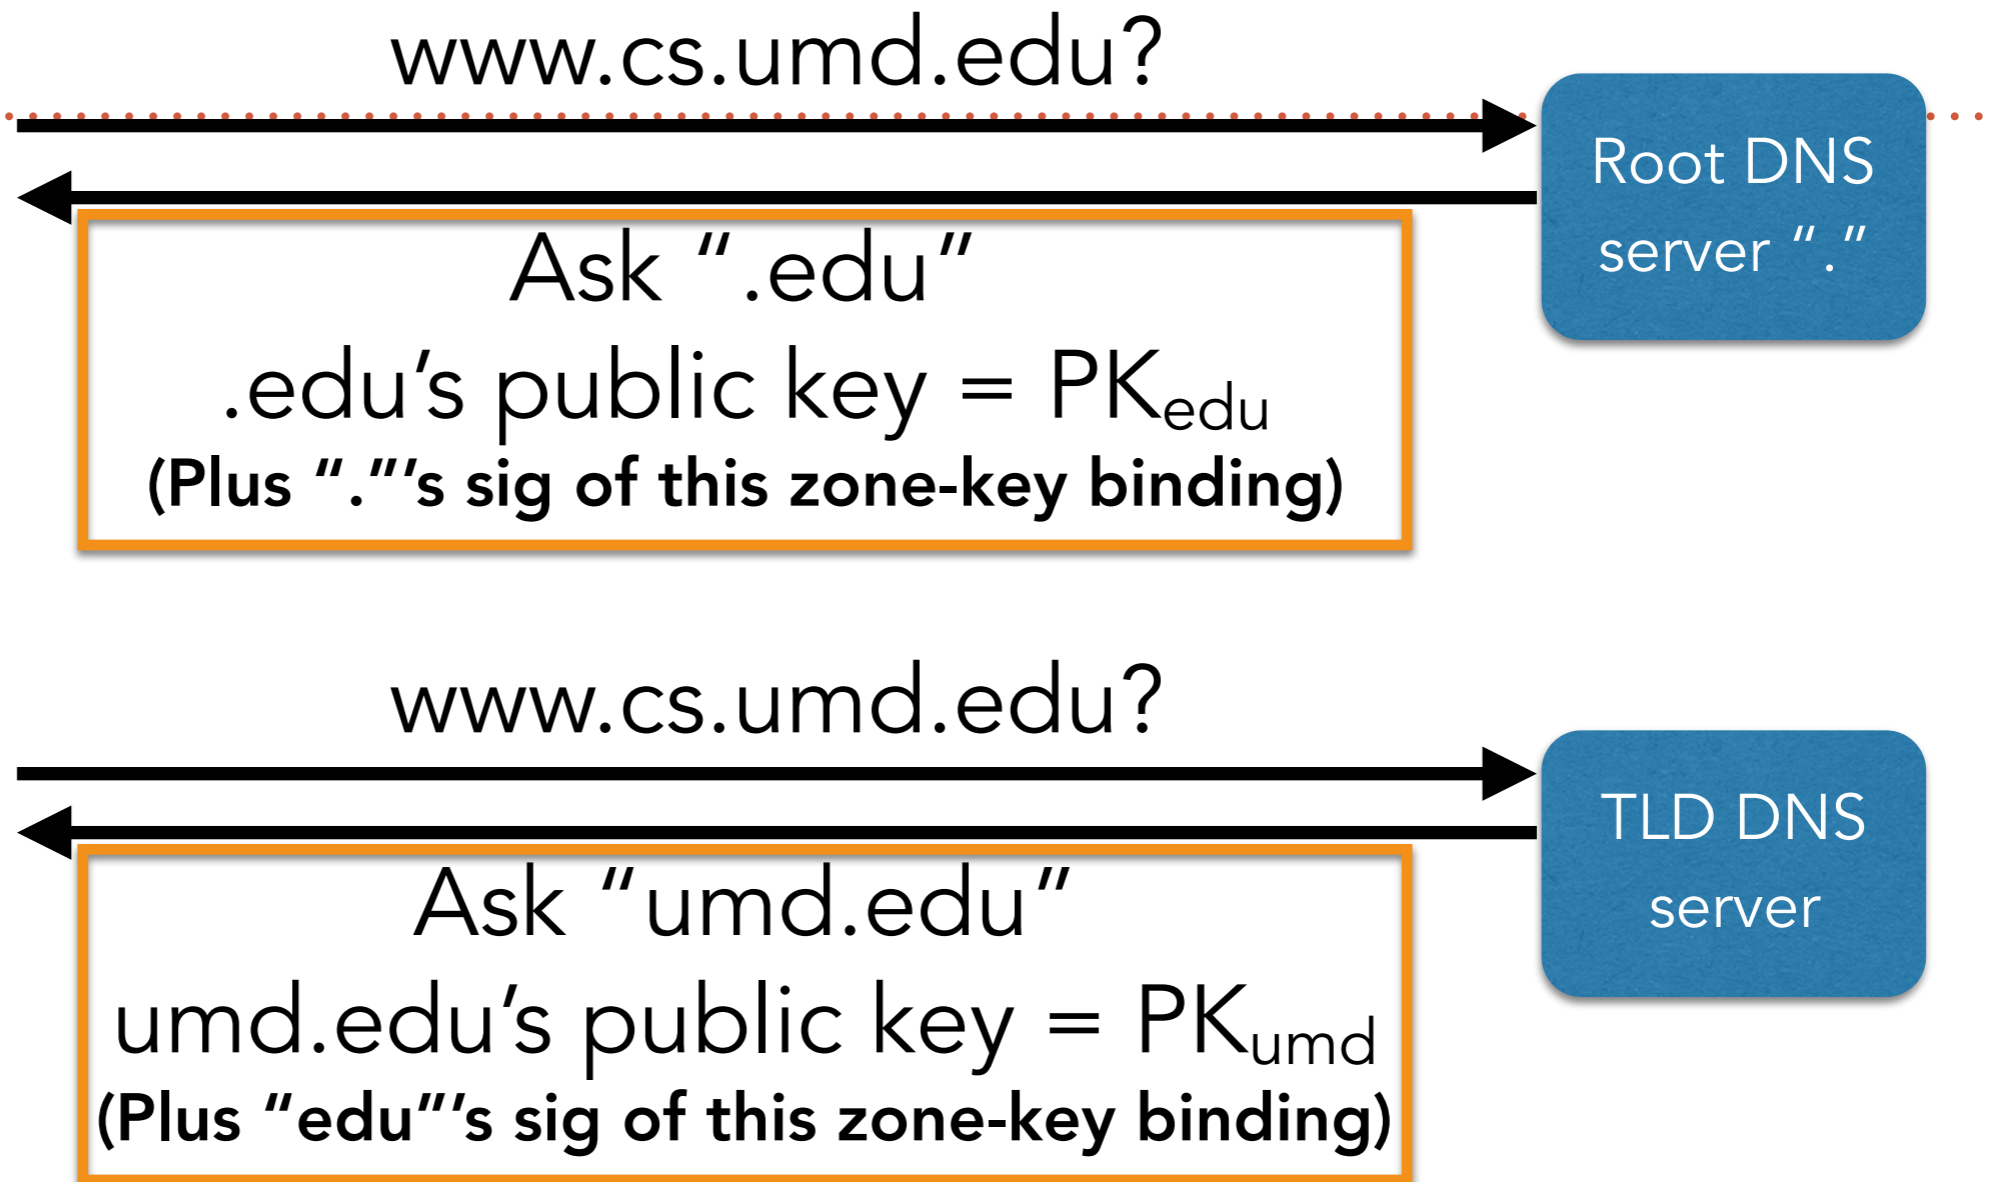 www.cs.umd.edu?
Root DNS
server “.”
Ask “.edu”
.edu’s public key = PKedu
(Plus “.”’s sig of this zone-key binding)
www.cs.umd.edu?
TLD DNS
server
Ask “umd.edu”
umd.edu’s public key = PKumd
(Plus “edu”’s sig of this zone-key binding)